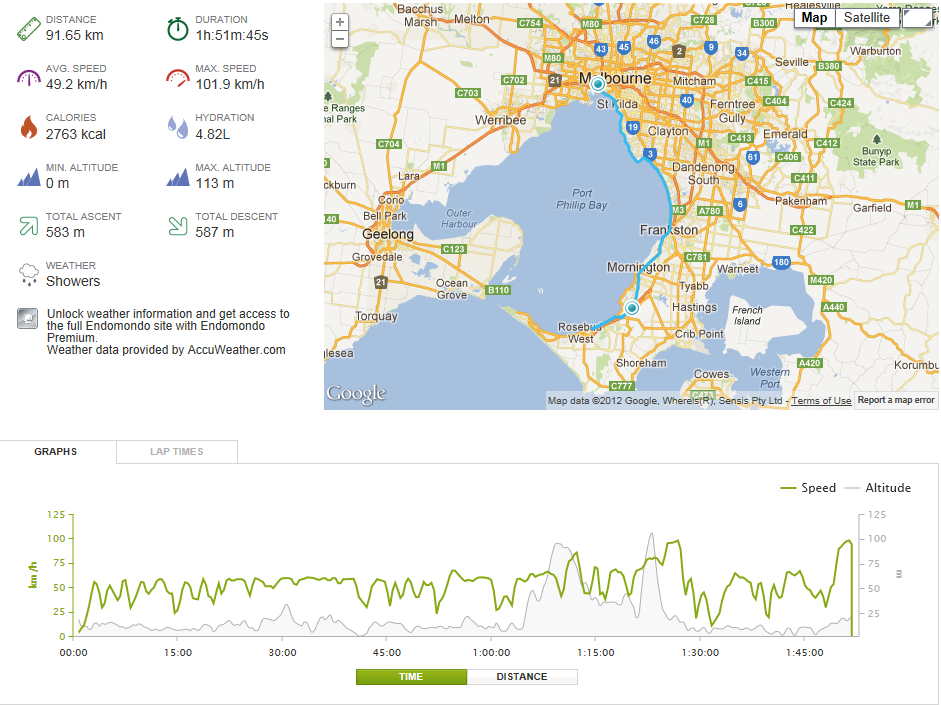 DISTANCE
91.65 km
DURATION
1h:51m:45s
AVG. SPEED
49.2 km/h
MAX. SPEED
101.9 km/h
CALORIES
2763 kcal
HYDRATION
4.82L
MIN. ALTITUDE
0 m
MAX. ALTITUDE
113 m
TOTAL ASCENT
583 m
TOTAL DESCENT
587 m
WEATHER
Showers
Unlock weather information and get access to
the full Endomondo site with Endomondo
Premium.
Weather data provided by AccuWeather.com
+
−
Map
Satellite
Bacchus
Marsh
Melton
C754
M80
C728
B300
Healesville
43
45
46
2
9
34
Warburton
Seville
B380
M80
Melbourne
C702
21
Mitcham
C415
C703
St Kilda
40
Ferntree
Gully
C404
C424
Werribee
19
Clayton
C413
Emerald
C412
C704
M1
3
M1
61
C406
Bunyip
State Park
Lara
Dandenong
South
C411
Corio
Port
Phillip Bay
Bell Park
Outer
Harbour
M3
A780
6
Pakenham
Garfield
M1
Geelong
Frankston
C422
Grovedale
C123
C781
180
Mornington
Warneet
21
Ocean
Grove
B110
Tyabb
M420
Torquay
Hastings
French
Island
A440
Rosebud
West
Crib Point
Shoreham
A420
Cowes
Western
Port
C777
Google
Map data ©2012 Google, Whereis(R), Sensis Pty Ltd - Terms of Use
Report a map error
GRAPHS
LAP TIMES
Speed
Altitude
125
100
75
50
25
0
km /h
125
100
75
50
25
m
00:00
15:00
30:00
45:00
1:00:00
1:15:00
1:30:00
1:45:00
TIME
DISTANCE